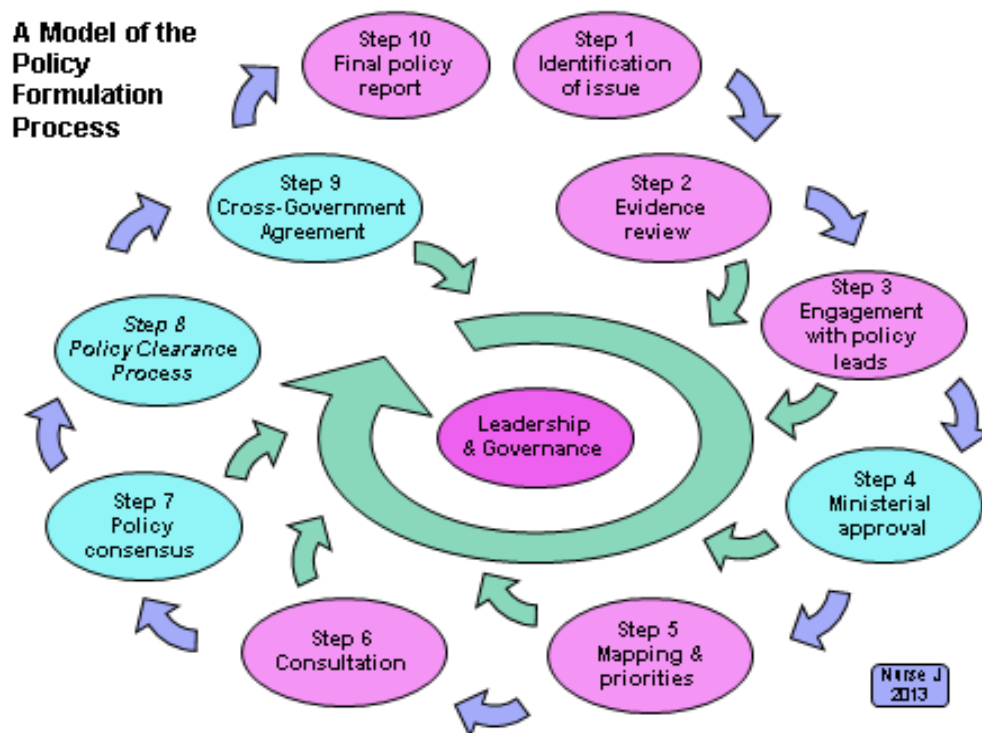 A Model of the
Policy
Formulation
Process
Step 10
Final policy
report
Step 1
Identification
of issue
Step 2
Evidence
review
Step 3
Engagement
with policy
leads
Step 4
Ministerial
approval
Step 5
Mapping &
priorities
Step 6
Consultation
Step 7
Policy
consensus
Step 8
Policy Clearance
Process
Step 9
Cross-Government
Agreement
Leadership
& Governance
Nurse J
2013